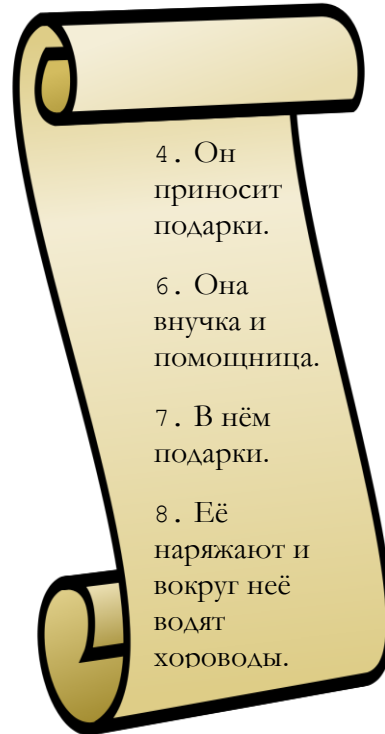 4. Он
приносит
подарки.
6. Она
внучка и
помощница.
7. В нём
подарки.
8. Её
наряжают и
вокруг неё
водят
хороводы.